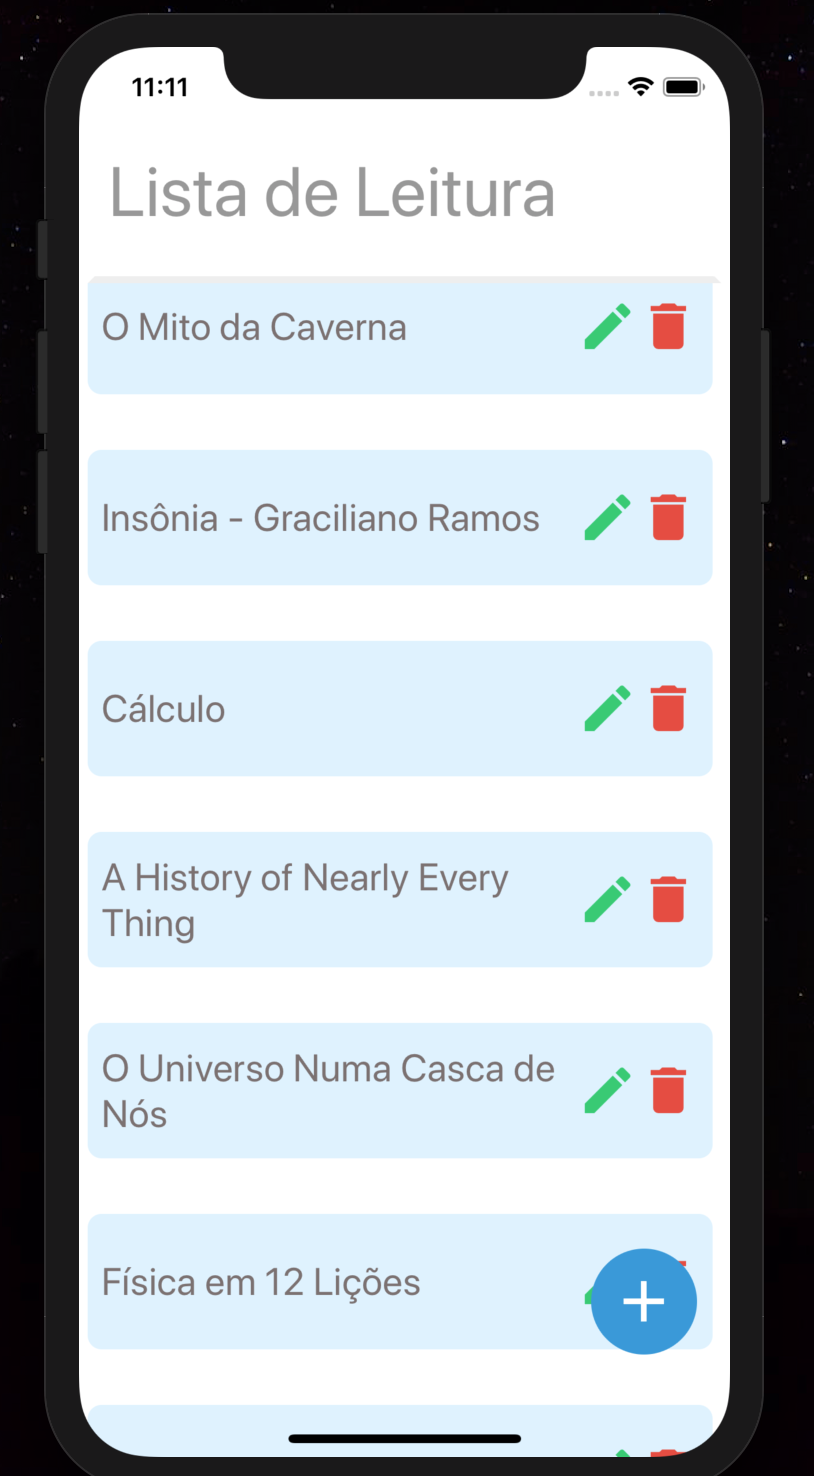 11:11
Lista de Leitura
O Mito da Caverna
Insônia - Graciliano Ramos
Cálculo
A History of Nearly Every
Thing
O Universo Numa Casca de
Nós
Física em 12 Lições